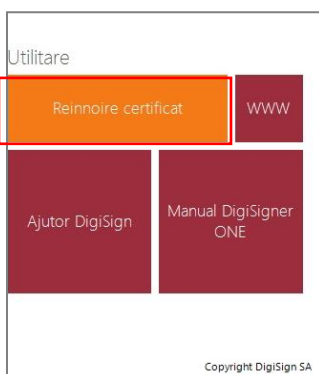 Utilitare
Reinnoire certificat
WWW
Ajutor DigiSign
Manual DigiSigner
ONE
Copyright DigiSign SA